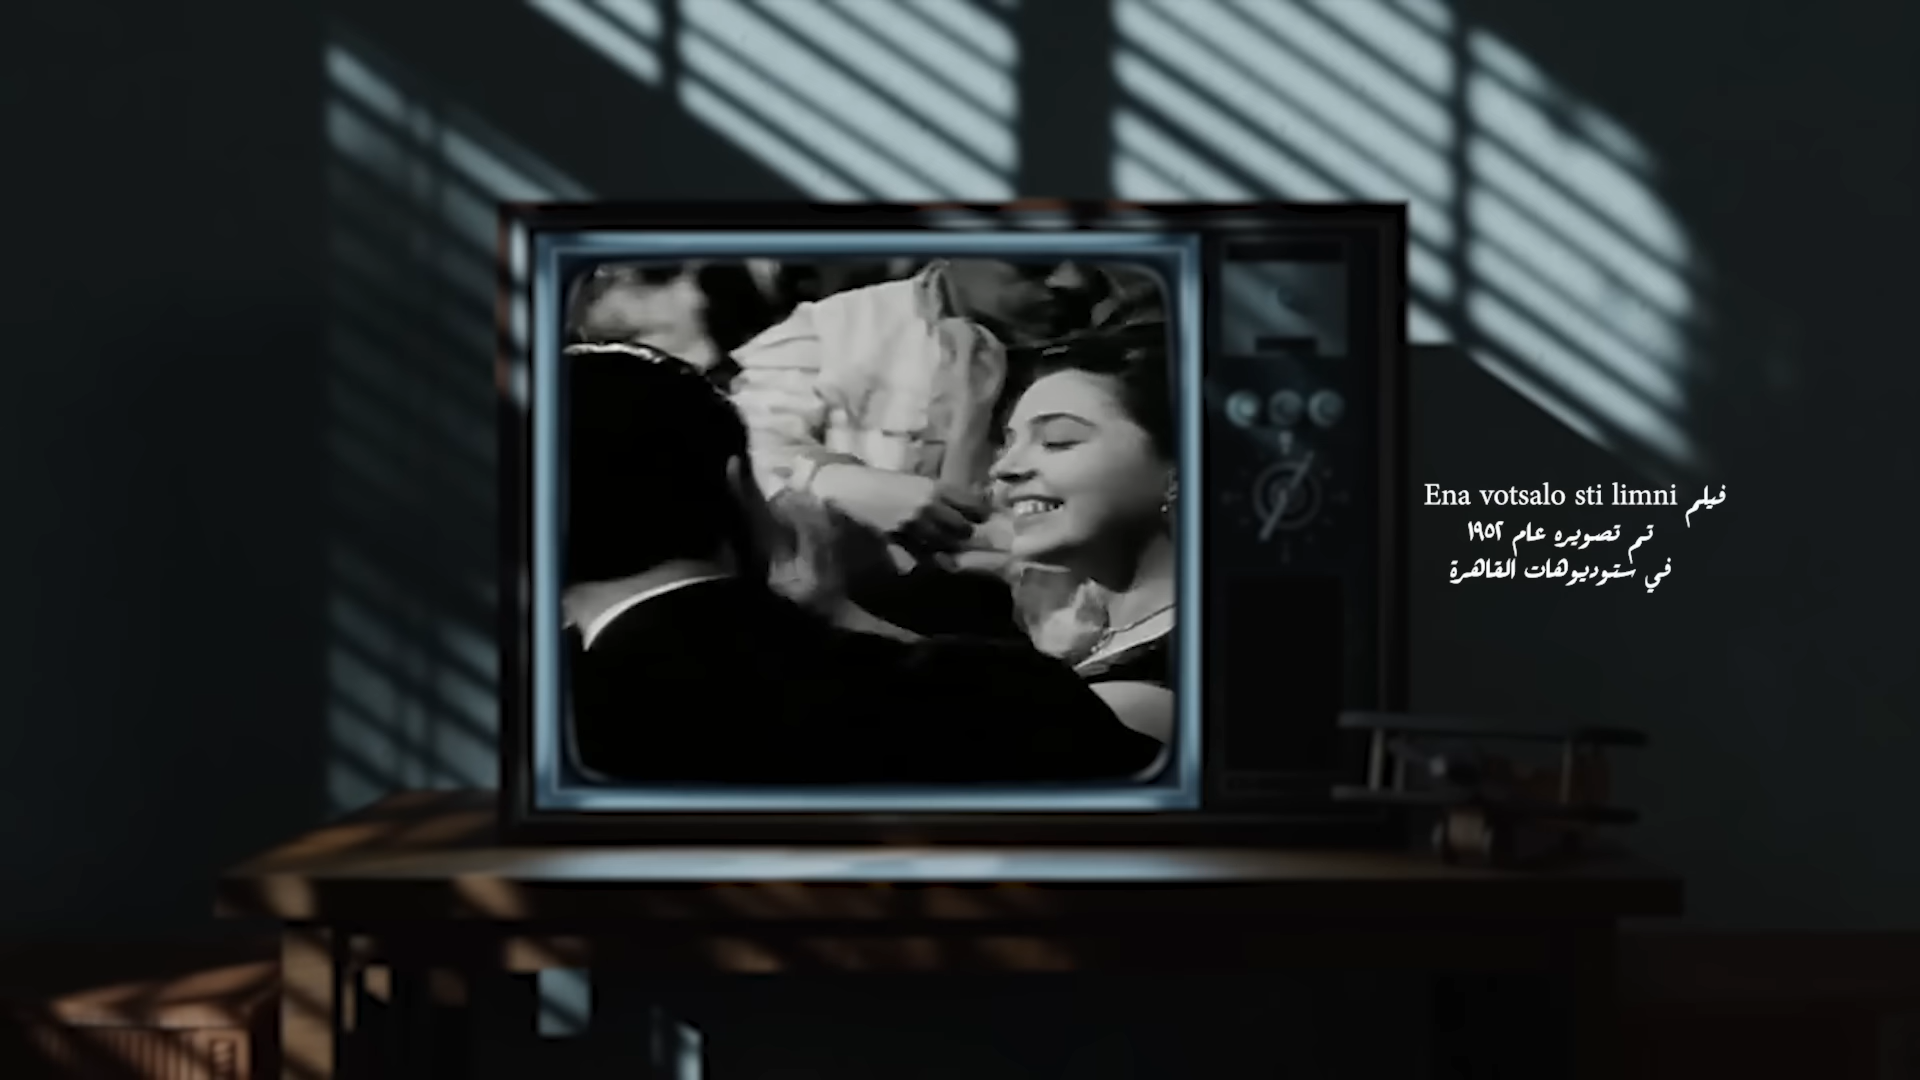 فيلم Ena votsalo sti limni
تم تصويره عام ١٩٥٢
في ستوديوهات القاهرة